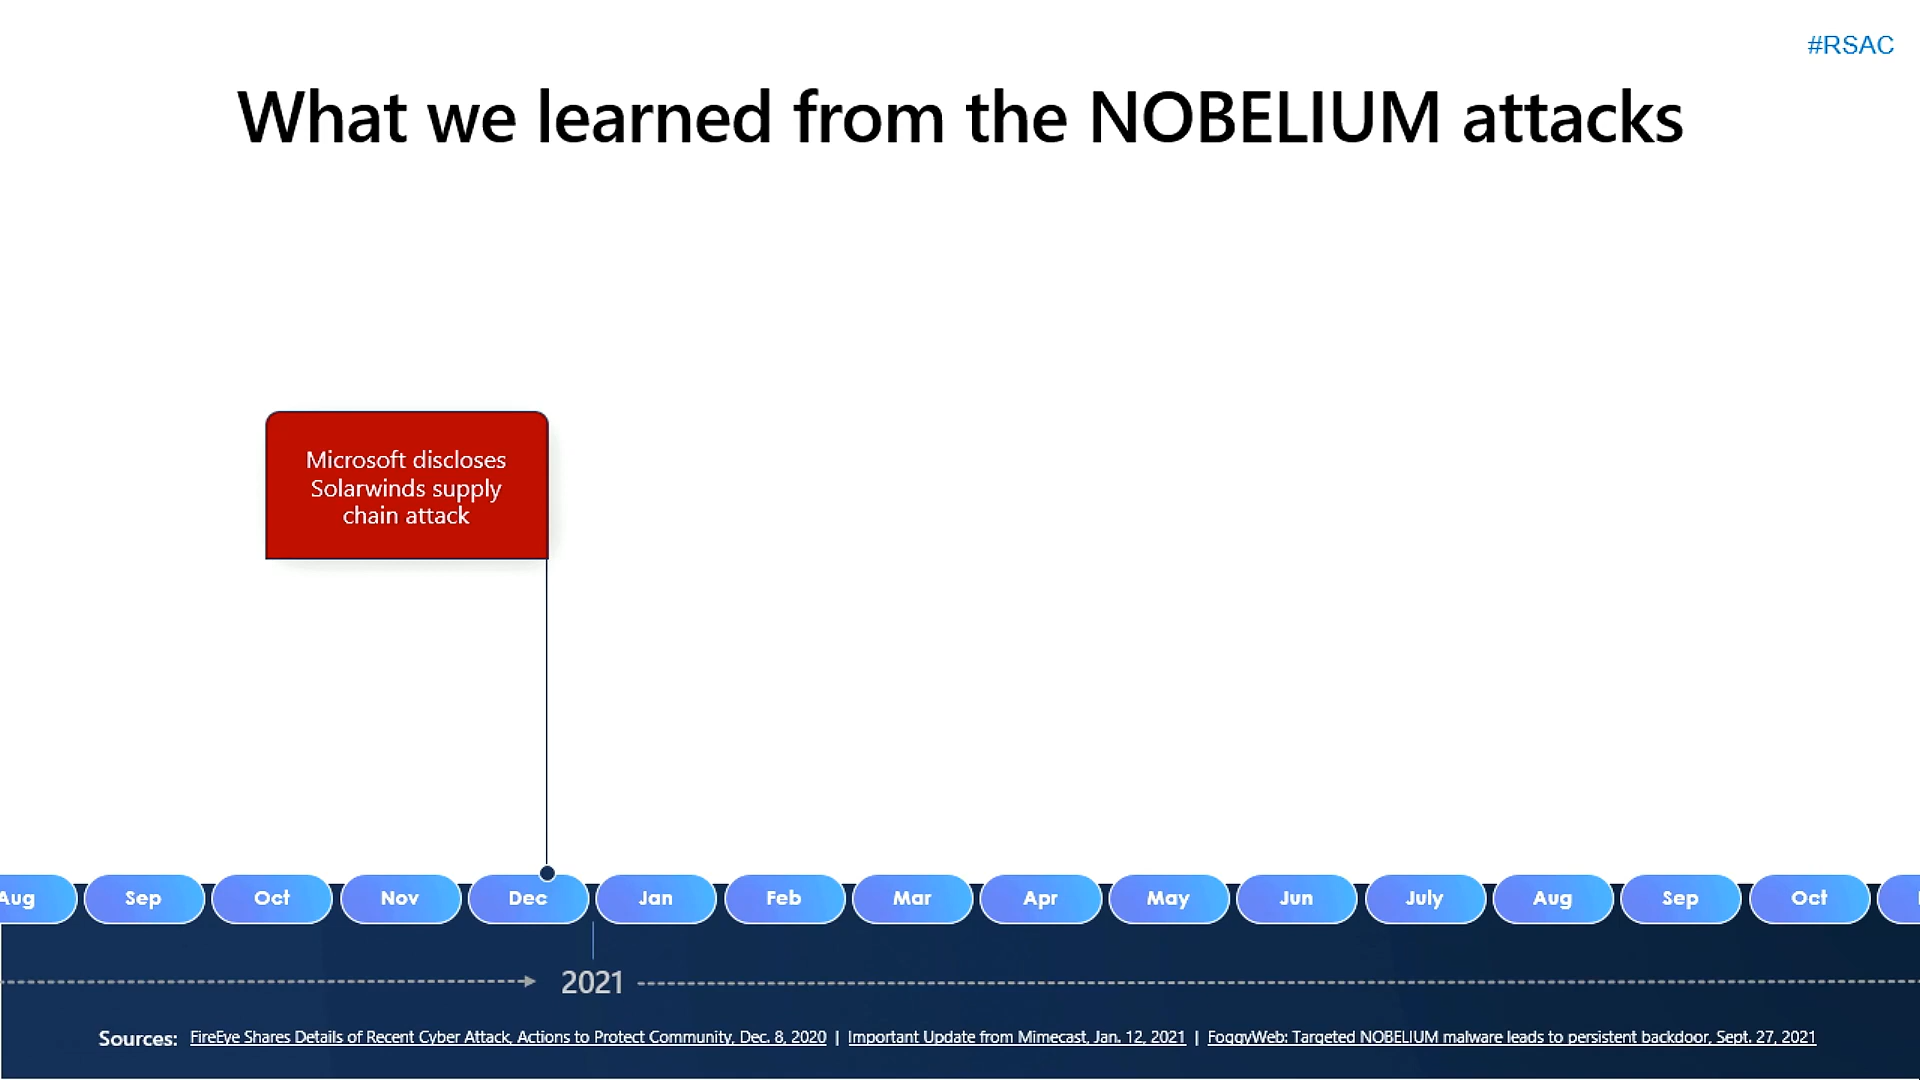 #RSAC
What we learned from the NOBELIUM attacks
Microsoft discloses
Solarwinds supply
chain attack
Aug Sep Oct Nov Dec Jan Feb Mar Apr May Jun July Aug Sep Oct
2021
Sources: FireEye Shares Details of Recent Cyber Attack, Actions to Protect Community, Dec. 8, 2020 | Important Update from Mimecast, Jan. 12, 2021 | FoggyWeb: Targeted NOBELIUM malware leads to persistent backdoor, Sept. 27, 2021